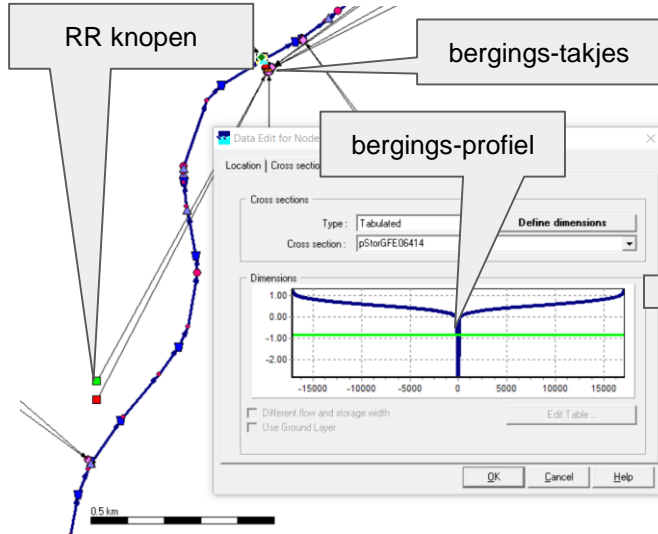 RR knopen
bergings-takjes
Data Edit for Node
bergings-profiel
Location
Cross sectio
Cross sections
Type :
Tabulated
Define dimensions
Cross section :
pStorGFE06414
Dimensions
1.00
0.00
-1.00
-2.00
-15000
-10000
-5000
0
5000
10000
15000
Different flow and storage width
Use Ground Layer
Edit Table...
OK
Cancel
Help
0.5 km